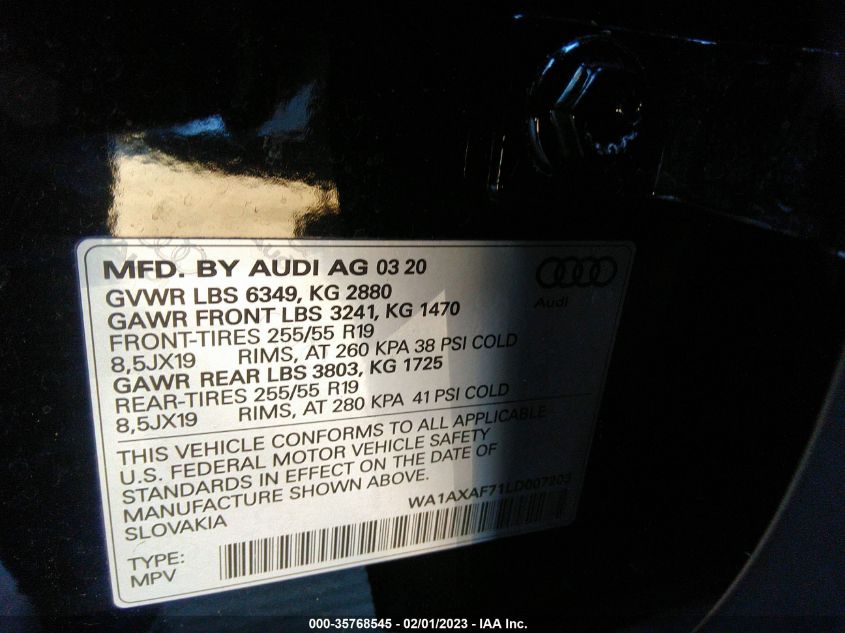 MFD. BY AUDI AG 03 20
GVWR LBS 6349, KG 2880
GAWR FRONT LBS 3241, KG 1470
FRONT-TIRES 255/55 R19
8,5JX19 RIMS, AT 260 KPA 38 PSI COLD
GAWR REAR LBS 3803, KG 1725
REAR-TIRES 255/55 R19
8,5JX19 RIMS, AT 280 KPA 41 PSI COLD
Audi
THIS VEHICLE CONFORMS TO ALL APPLICABLE
U.S. FEDERAL MOTOR VEHICLE SAFETY
STANDARDS IN EFFECT ON THE DATE OF
MANUFACTURE SHOWN ABOVE.
SLOVAKIA
TYPE:
MPV
000-35768545 - 02/01/2023 - IAA Inc.